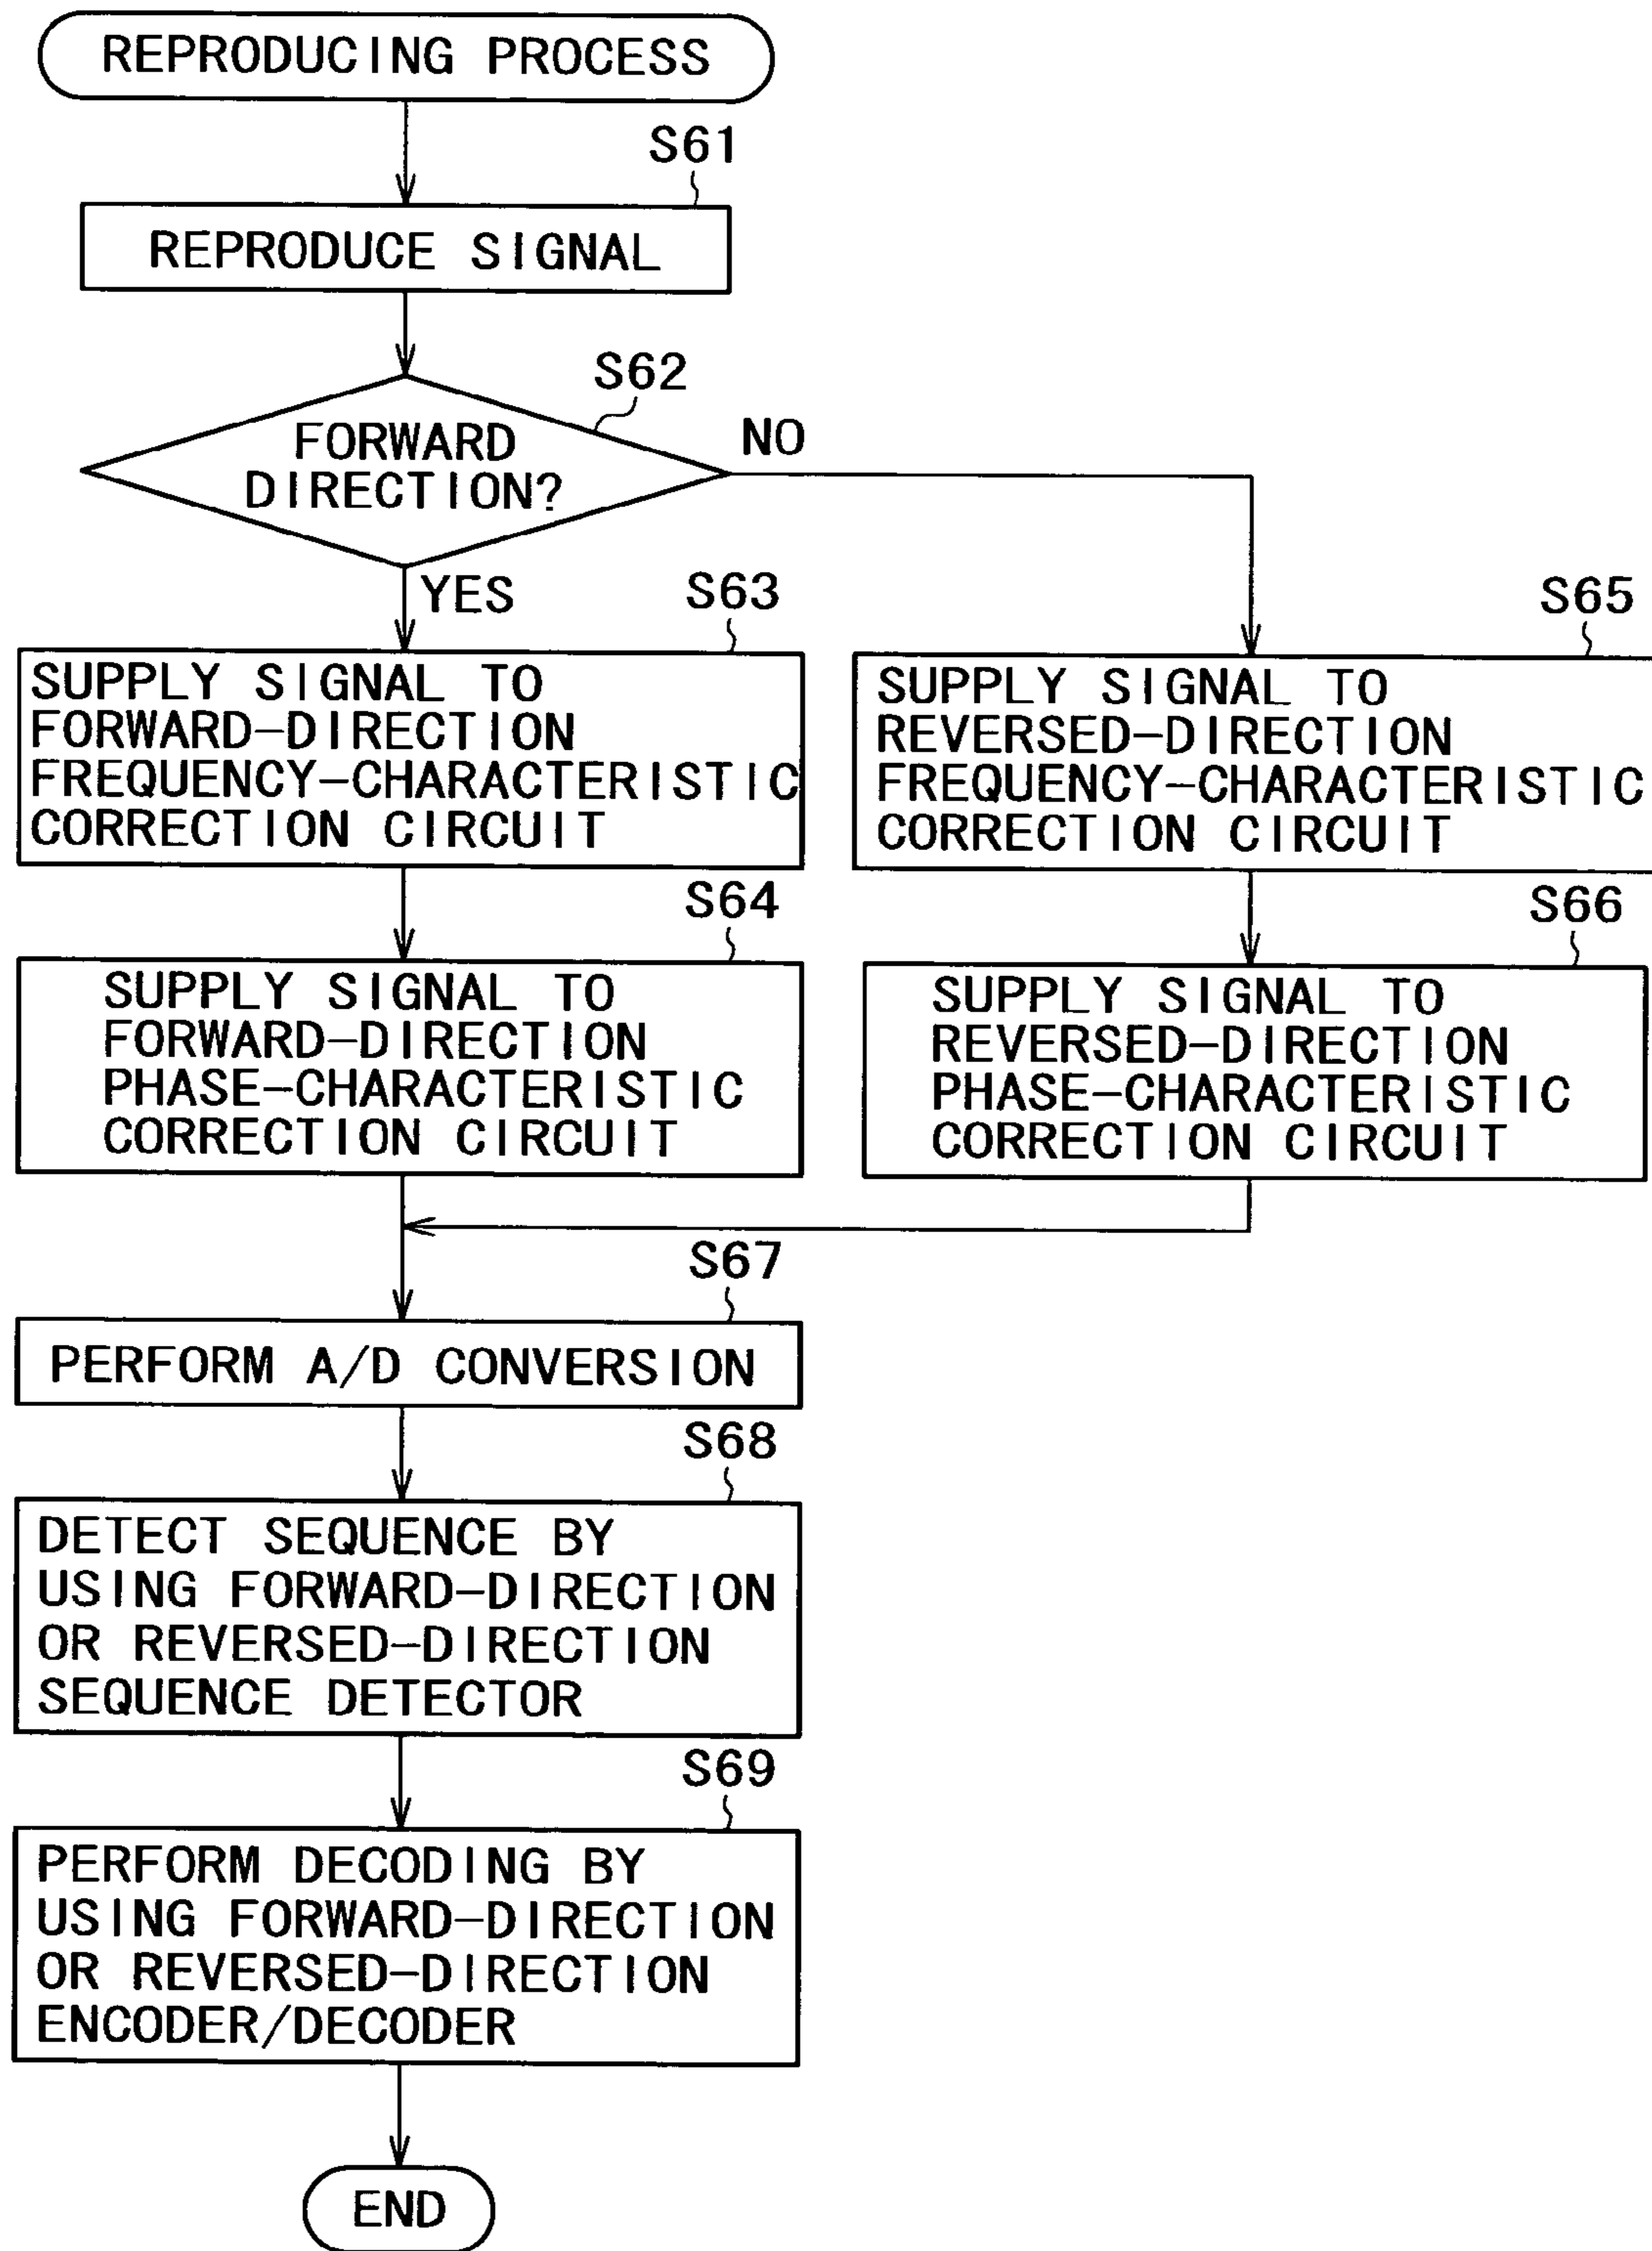 REPRODUCING PROCESS
S61
REPRODUCE SIGNAL
S62
FORWARD
DIRECTION?
NO
YES
S63
SUPPLY SIGNAL TO
FORWARD-DIRECTION
FREQUENCY-CHARACTERISTIC
CORRECTION CIRCUIT
S65
SUPPLY SIGNAL TO
REVERSED-DIRECTION
FREQUENCY-CHARACTERISTIC
CORRECTION CIRCUIT
S64
SUPPLY SIGNAL TO
FORWARD-DIRECTION
PHASE-CHARACTERISTIC
CORRECTION CIRCUIT
S66
SUPPLY SIGNAL TO
REVERSED-DIRECTION
PHASE-CHARACTERISTIC
CORRECTION CIRCUIT
S67
PERFORM A/D CONVERSION
S68
DETECT SEQUENCE BY
USING FORWARD-DIRECTION
OR REVERSED-DIRECTION
SEQUENCE DETECTOR
S69
PERFORM DECODING BY
USING FORWARD-DIRECTION
OR REVERSED-DIRECTION
ENCODER/DECODER
END